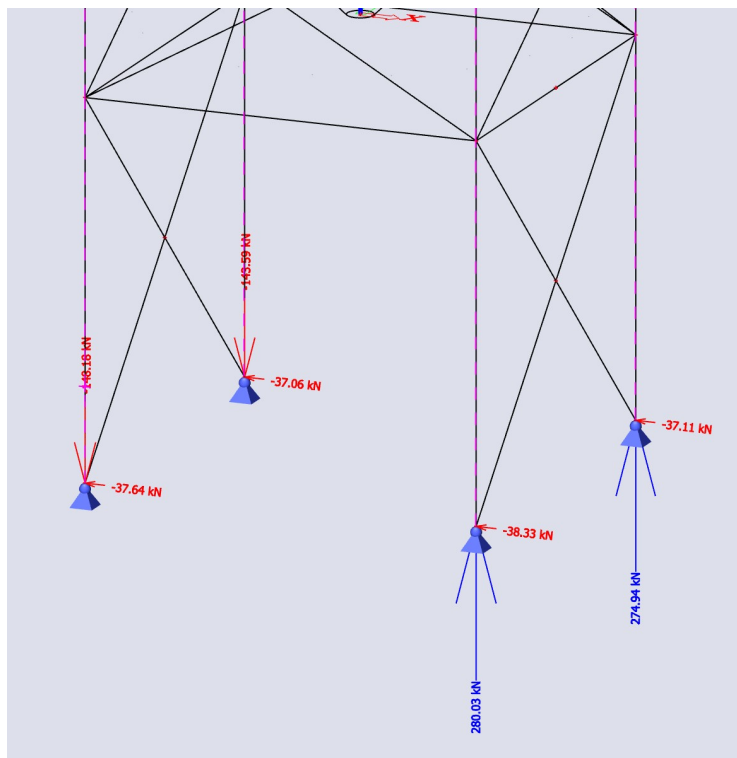 x
-143.59 kN
-148.18 kN
-37.06 kN
-37.11 kN
-37.64 kN
-38.33 kN
274.94 kN
280.03 kN